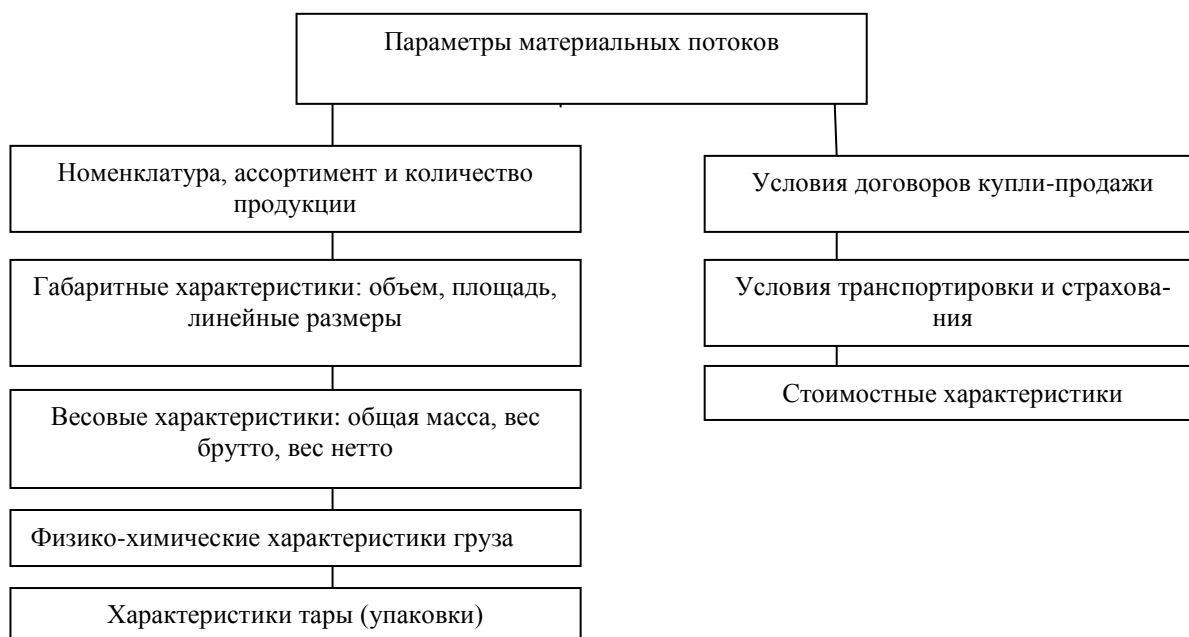 Параметры материальных потоков
Номенклатура, ассортимент и количество
продукции
Габаритные характеристики: объем, площадь,
линейные размеры
Весовые характеристики: общая масса, вес
брутто, вес нетто
Физико-химические характеристики груза
Характеристики тары (упаковки)
Условия договоров купли-продажи
Условия транспортировки и страхова-
ния
Стоимостные характеристики